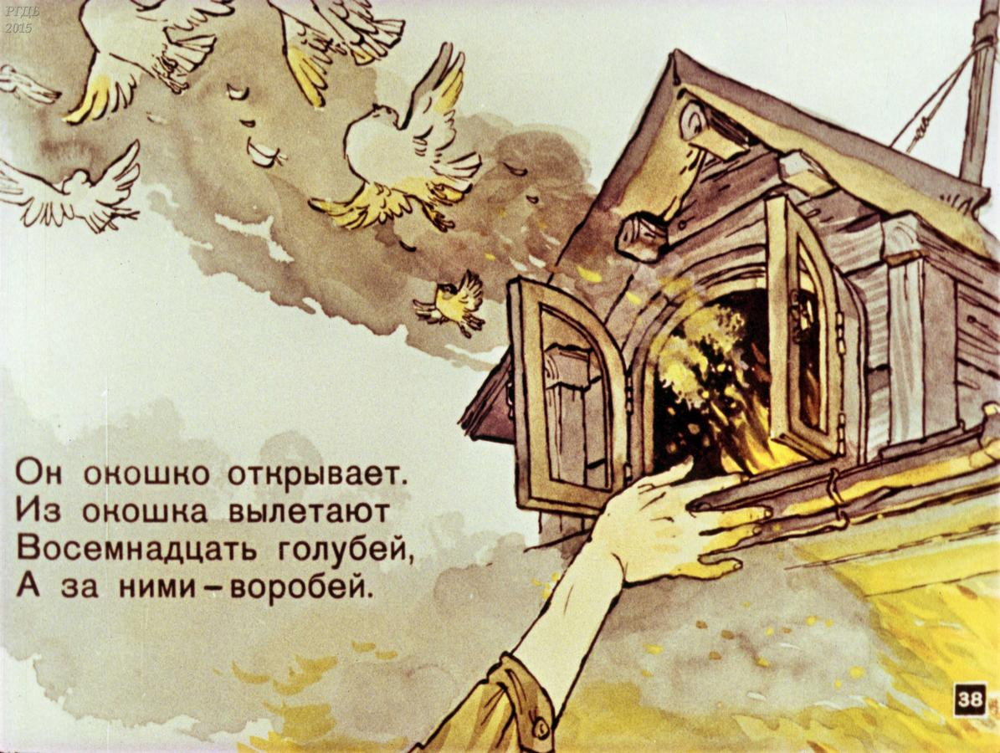 РГДБ
2015
Он окошко открывает.
Из окошка вылетают
Восемнадцать голубей,
А за ними – воробей.
38